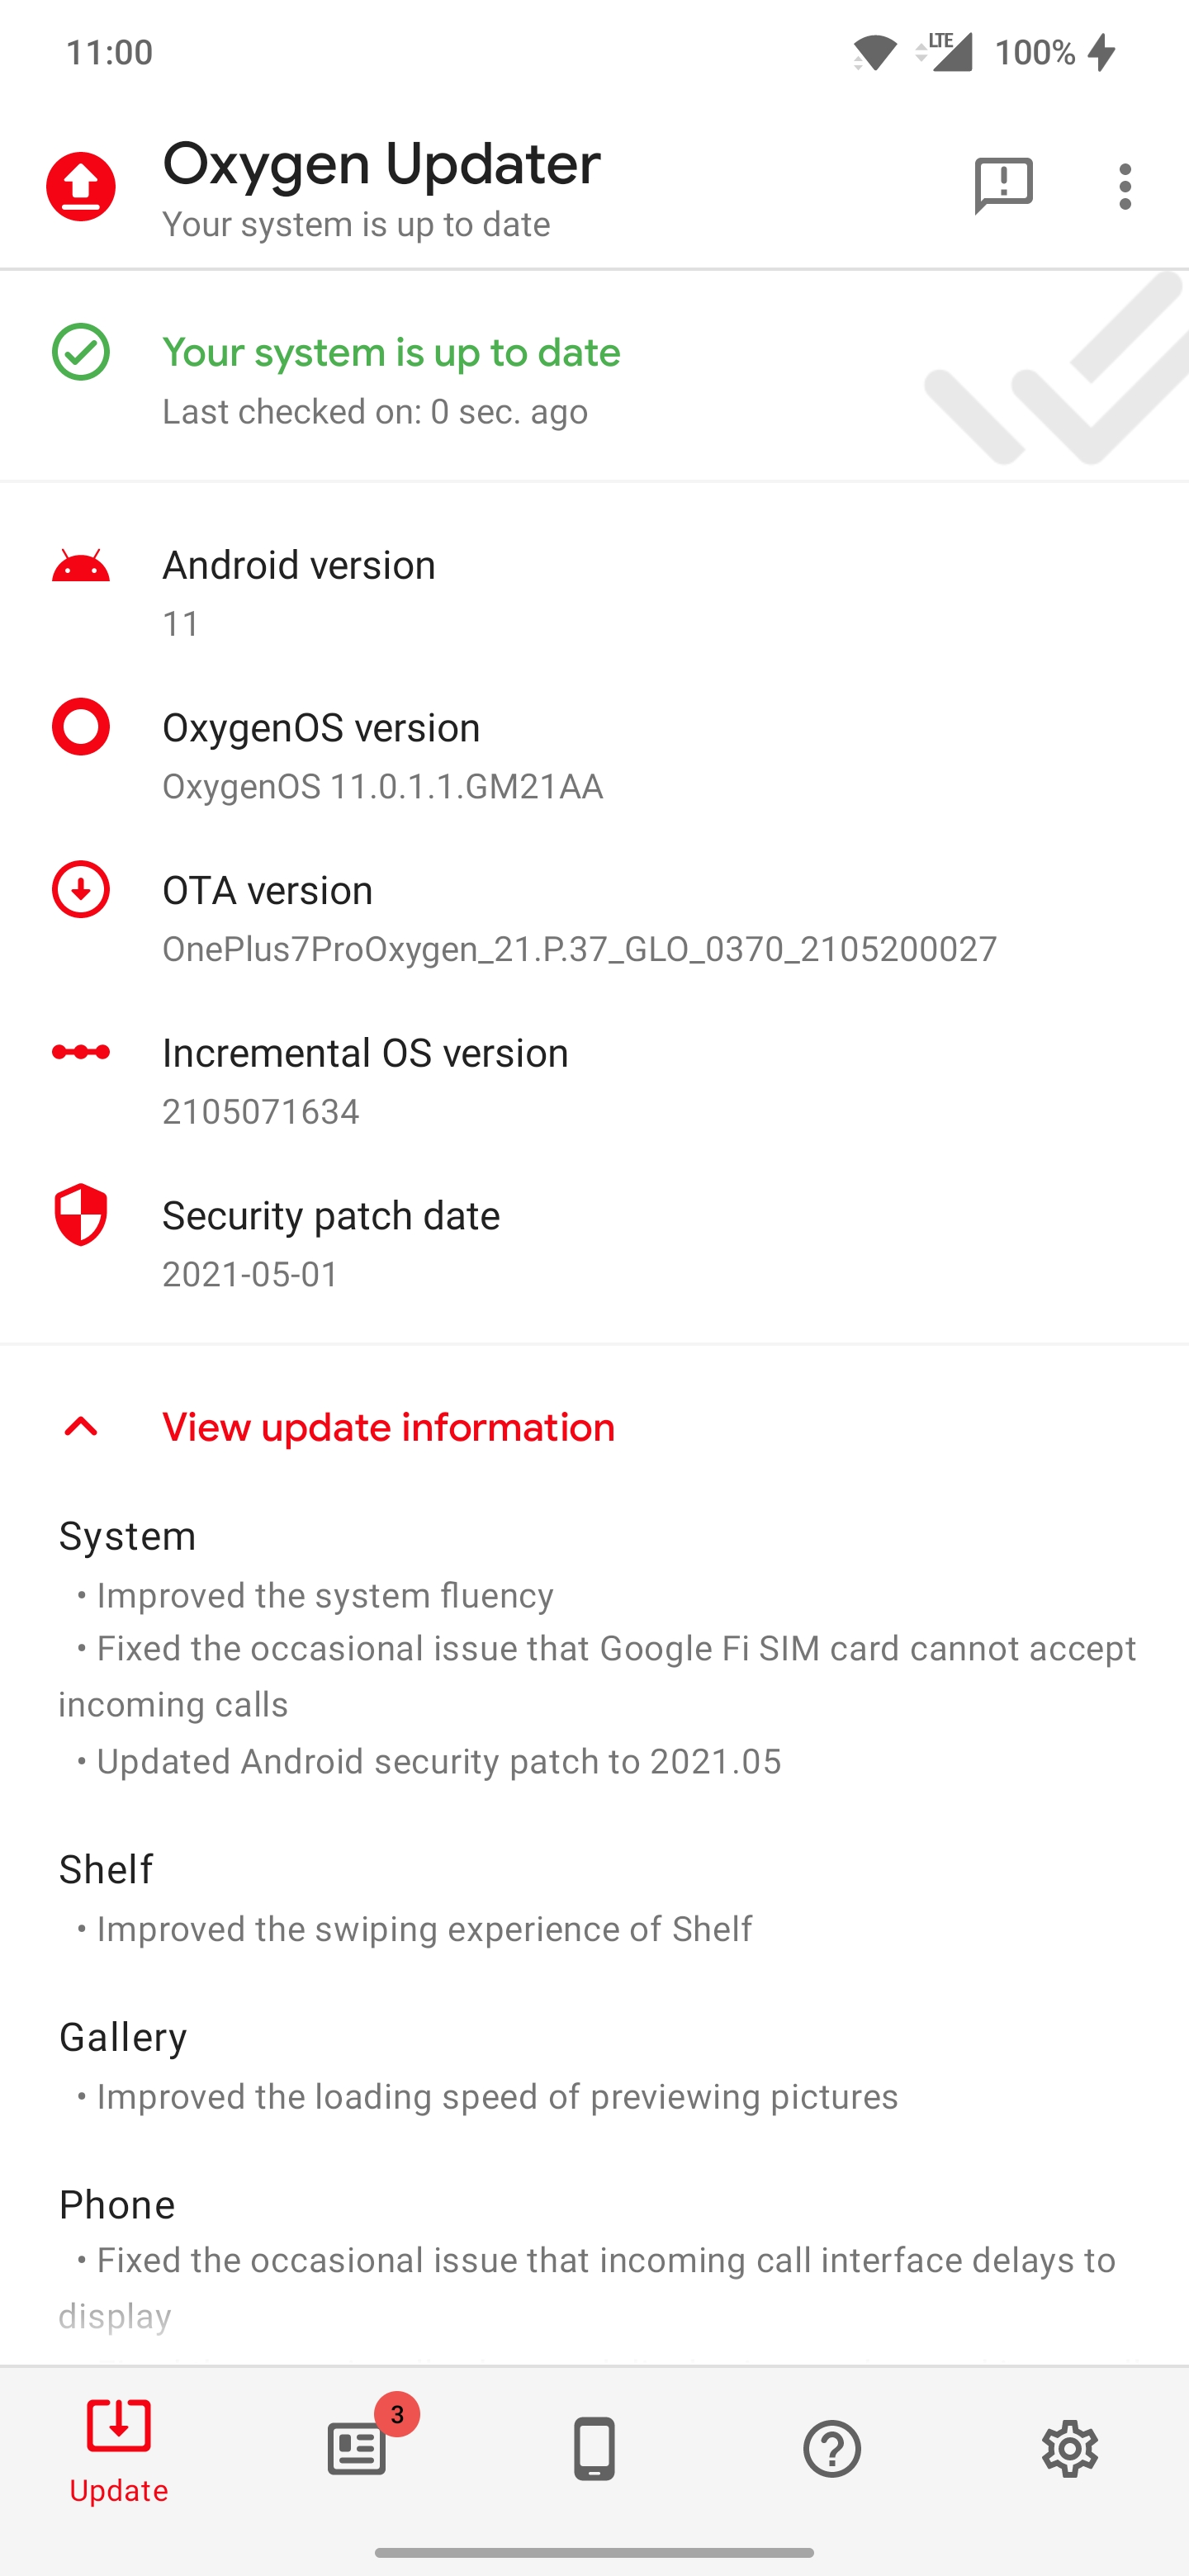 11:00
LTE 100%
Oxygen Updater
Your system is up to date
Your system is up to date
Last checked on: 0 sec. ago
Android version
11
OxygenOS version
OxygenOS 11.0.1.1.GM21AA
OTA version
OnePlus7ProOxygen_21.P.37_GLO_0370_2105200027
Incremental OS version
2105071634
Security patch date
2021-05-01
View update information
System
• Improved the system fluency
• Fixed the occasional issue that Google Fi SIM card cannot accept
incoming calls
• Updated Android security patch to 2021.05
Shelf
• Improved the swiping experience of Shelf
Gallery
• Improved the loading speed of previewing pictures
Phone
• Fixed the occasional issue that incoming call interface delays to
display
3
Update